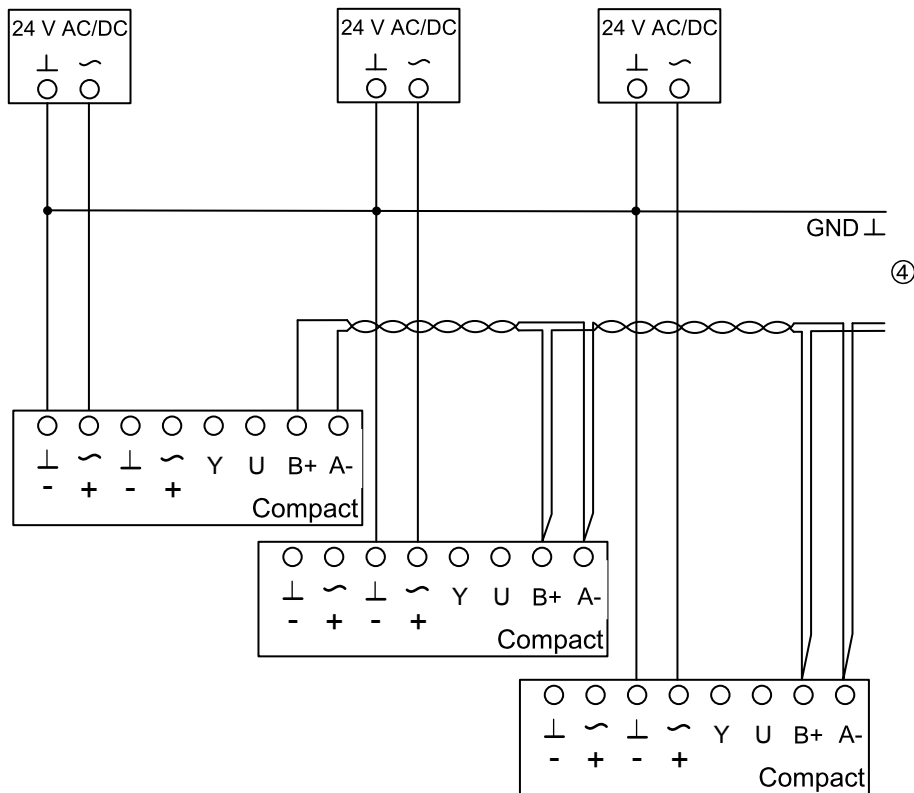 24 V AC/DC 24 V AC/DC 24 V AC/DC
⊥ ~ ⊥ ~ ⊥ ~
GND ⊥
④
⊥ ~ ⊥ ~ Y U B+ A-
- + - +
Compact
⊥ ~ ⊥ ~ Y U B+ A-
- + - +
Compact
⊥ ~ ⊥ ~ Y U B+ A-
- + - +
Compact